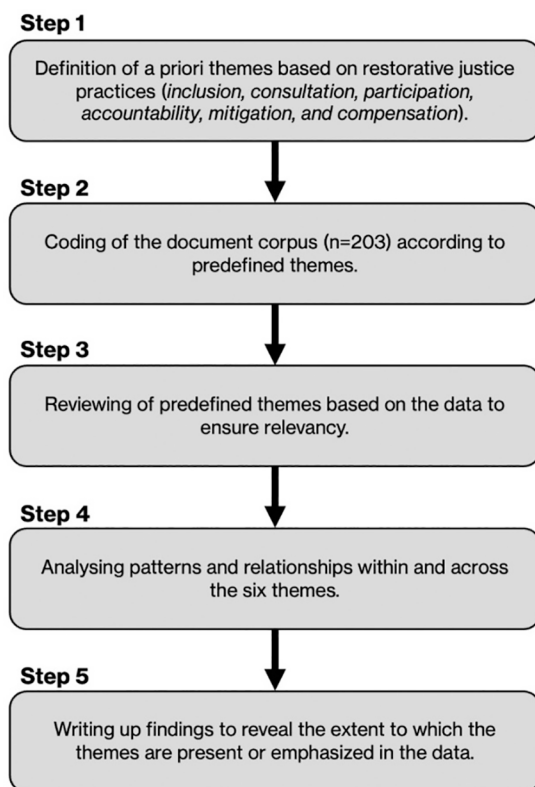 Step 1
Definition of a priori themes based on restorative justice
practices (inclusion, consultation, participation,
accountability, mitigation, and compensation).
Step 2
Coding of the document corpus (n=203) according to
predefined themes.
Step 3
Reviewing of predefined themes based on the data to
ensure relevancy.
Step 4
Analysing patterns and relationships within and across
the six themes.
Step 5
Writing up findings to reveal the extent to which the
themes are present or emphasized in the data.